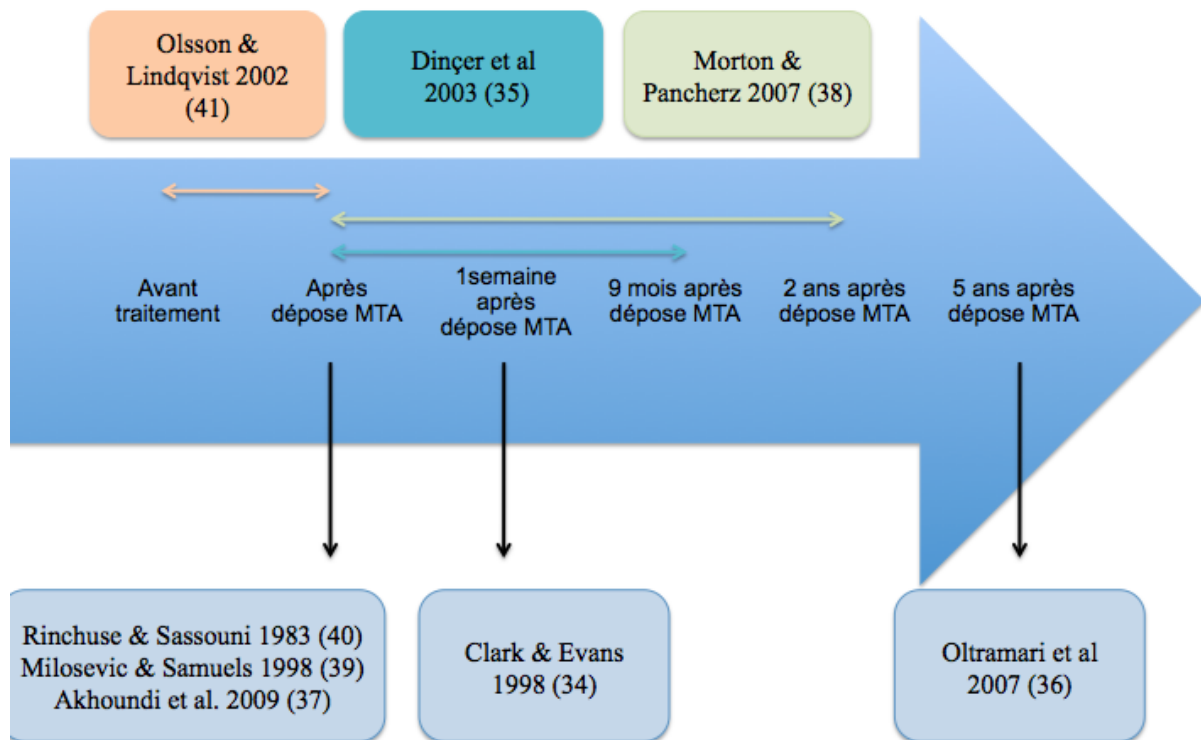 Olsson &
Lindqvist 2002
(41)
Dinçer et al
2003 (35)
Morton &
Pancherz 2007 (38)
Avant
traitement
Après
dépose MTA
1semaine
après
dépose MTA
9 mois après
dépose MTA
2 ans après
dépose MTA
5 ans après
dépose MTA
Rinchuse & Sassouni 1983 (40)
Milosevic & Samuels 1998 (39)
Akhoundi et al. 2009 (37)
Clark & Evans
1998 (34)
Oltramari et al
2007 (36)